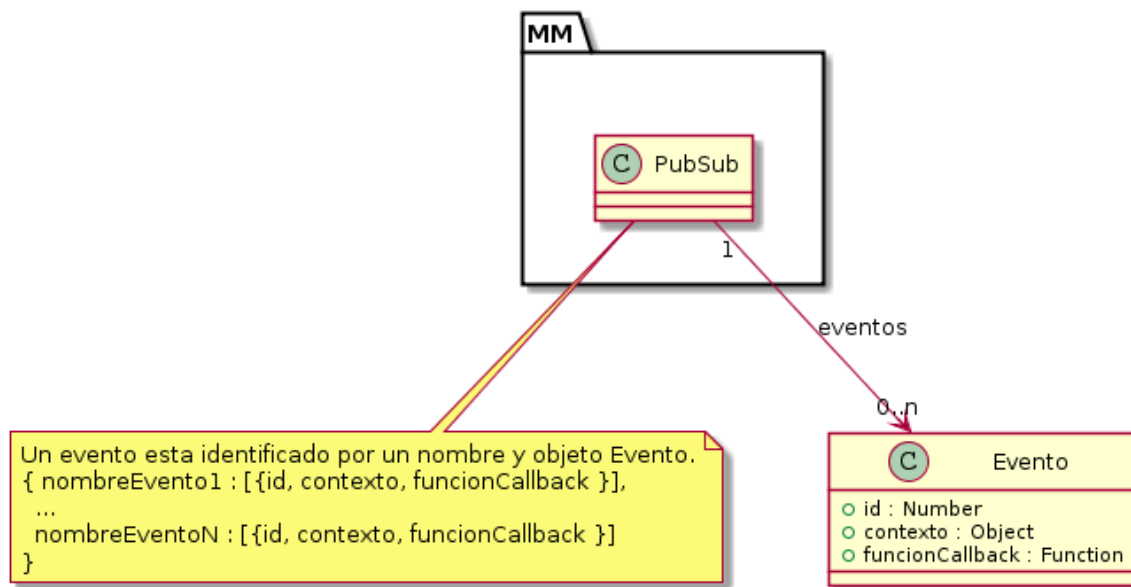 MM
C PubSub
1
eventos
0..n
Un evento esta identificado por un nombre y objeto Evento.
{ nombreEvento1 : [{id, contexto, funcionCallback }],
...
nombreEventoN : [{id, contexto, funcionCallback }]
}
C Evento
id : Number
contexto : Object
funcionCallback : Function